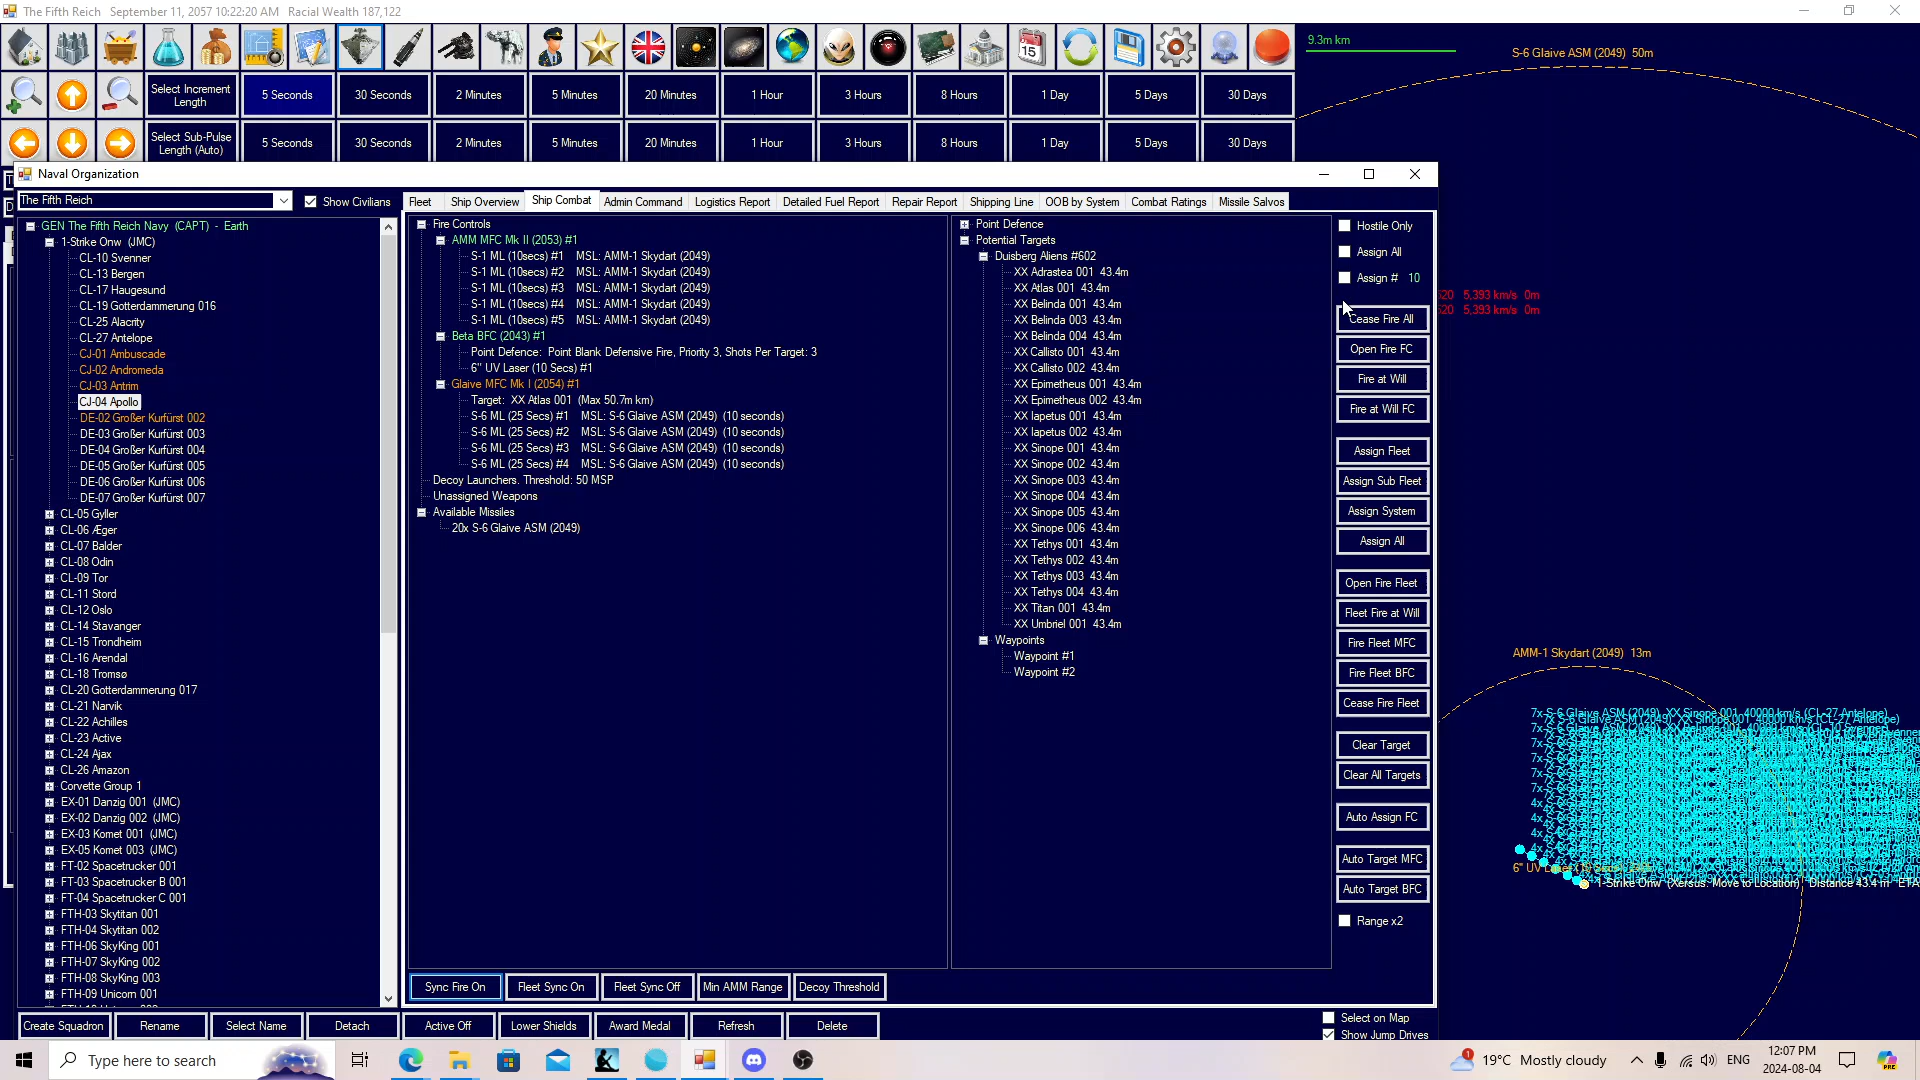 The Fifth Reich   September 11, 2057 10:22:20 AM   Racial Wealth 187,122
9.3m km
S-6 Glaive ASM (2049)  50m
Select Increment Length
5 Seconds
30 Seconds
2 Minutes
5 Minutes
20 Minutes
1 Hour
3 Hours
8 Hours
1 Day
5 Days
30 Days
Select Sub-Pulse Length (Auto)
5 Seconds
30 Seconds
2 Minutes
5 Minutes
20 Minutes
1 Hour
3 Hours
8 Hours
1 Day
5 Days
30 Days
Naval Organization
The Fifth Reich
Show Civilians
Fleet
Ship Overview
Ship Combat
Admin Command
Logistics Report
Detailed Fuel Report
Repair Report
Shipping Line
OOB by System
Combat Ratings
Missile Salvos
GEN The Fifth Reich Navy  (CAPT)  -  Earth
1-Strike Onw  (JMC)
CL-10 Svenner
CL-13 Bergen
CL-17 Haugesund
CL-19 Gotterdammerung 016
CL-25 Alacrity
CL-27 Antelope
CJ-01 Ambuscade
CJ-02 Andromeda
CJ-03 Antrim
CJ-04 Apollo
DE-02 Großer Kurfürst 002
DE-03 Großer Kurfürst 003
DE-04 Großer Kurfürst 004
DE-05 Großer Kurfürst 005
DE-06 Großer Kurfürst 006
DE-07 Großer Kurfürst 007
CL-05 Gyller
CL-06 Æger
CL-07 Balder
CL-08 Odin
CL-09 Tor
CL-11 Stord
CL-12 Oslo
CL-14 Stavanger
CL-15 Trondheim
CL-16 Arendal
CL-18 Tromsø
CL-20 Gotterdammerung 017
CL-21 Narvik
CL-22 Achilles
CL-23 Active
CL-24 Ajax
CL-26 Amazon
Corvette Group 1
EX-01 Danzig 001  (JMC)
EX-02 Danzig 002  (JMC)
EX-03 Komet 001  (JMC)
EX-05 Komet 003  (JMC)
FT-02 Spacetrucker 001
FT-03 Spacetrucker B 001
FT-04 Spacetrucker C 001
FTH-03 Skytitan 001
FTH-04 Skytitan 002
FTH-06 SkyKing 001
FTH-07 SkyKing 002
FTH-08 SkyKing 003
FTH-09 Unicorn 001
Fire Controls
AMM MFC Mk II (2053) #1
S-1 ML (10secs) #1    MSL: AMM-1 Skydart (2049)
S-1 ML (10secs) #2    MSL: AMM-1 Skydart (2049)
S-1 ML (10secs) #3    MSL: AMM-1 Skydart (2049)
S-1 ML (10secs) #4    MSL: AMM-1 Skydart (2049)
S-1 ML (10secs) #5    MSL: AMM-1 Skydart (2049)
Beta BFC (2043) #1
Point Defence:  Point Blank Defensive Fire, Priority 3, Shots Per Target: 3
6" UV Laser (10 Secs) #1
Glaive MFC Mk I (2054) #1
Target:  XX Atlas 001  (Max 50.7m km)
S-6 ML (25 Secs) #1    MSL: S-6 Glaive ASM (2049)  (10 seconds)
S-6 ML (25 Secs) #2    MSL: S-6 Glaive ASM (2049)  (10 seconds)
S-6 ML (25 Secs) #3    MSL: S-6 Glaive ASM (2049)  (10 seconds)
S-6 ML (25 Secs) #4    MSL: S-6 Glaive ASM (2049)  (10 seconds)
Decoy Launchers. Threshold: 50 MSP
Unassigned Weapons
Available Missiles
20x S-6 Glaive ASM (2049)
Point Defence
Potential Targets
Duisberg Aliens #602
XX Adrastea 001  43.4m
XX Atlas 001  43.4m
XX Belinda 001  43.4m
XX Belinda 003  43.4m
XX Belinda 004  43.4m
XX Callisto 001  43.4m
XX Callisto 002  43.4m
XX Epimetheus 001  43.4m
XX Epimetheus 002  43.4m
XX Iapetus 001  43.4m
XX Iapetus 002  43.4m
XX Sinope 001  43.4m
XX Sinope 002  43.4m
XX Sinope 003  43.4m
XX Sinope 004  43.4m
XX Sinope 005  43.4m
XX Sinope 006  43.4m
XX Tethys 001  43.4m
XX Tethys 002  43.4m
XX Tethys 003  43.4m
XX Tethys 004  43.4m
XX Titan 001  43.4m
XX Umbriel 001  43.4m
Waypoints
Waypoint #1
Waypoint #2
Hostile Only
Assign All
Assign #  10
Cease Fire All
Open Fire FC
Fire at Will
Fire at Will FC
Assign Fleet
Assign Sub Fleet
Assign System
Assign All
Open Fire Fleet
Fleet Fire at Will
Fire Fleet MFC
Fire Fleet BFC
Cease Fire Fleet
Clear Target
Clear All Targets
Auto Assign FC
Auto Target MFC
Auto Target BFC
Range x2
520   5,393 km/s   0m
520   5,393 km/s   0m
AMM-1 Skydart (2049)  13m
7x S-6 Glaive ASM (2049)  XX Sinope 001  40000 km/s (CL-27 Antelope)
1-Strike Onw  (Xersus: Move to Location)   Distance 43.4 m   ETA
Sync Fire On
Fleet Sync On
Fleet Sync Off
Min AMM Range
Decoy Threshold
Create Squadron
Rename
Select Name
Detach
Active Off
Lower Shields
Award Medal
Refresh
Delete
Select on Map
Show Jump Drives
Type here to search
19°C  Mostly cloudy
ENG
12:07 PM
2024-08-04